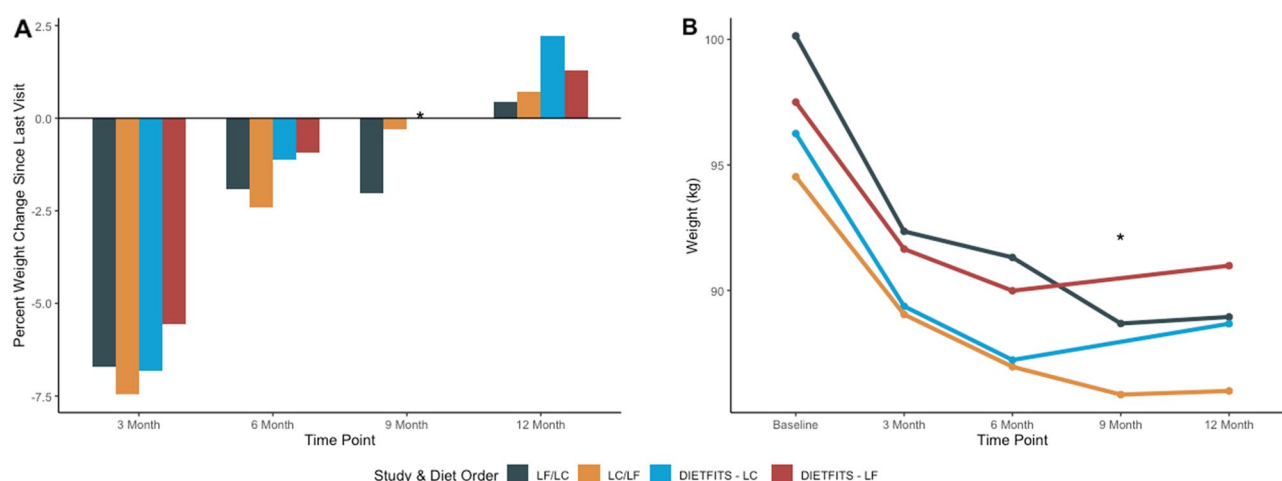 A
Percent Weight Change Since Last Visit
2.5
0.0
-2.5
-5.0
-7.5
*
3 Month 6 Month 9 Month 12 Month
Time Point
B
Weight (kg)
100
95
90
*
Baseline 3 Month 6 Month 9 Month 12 Month
Time Point
Study & Diet Order LF/LC LC/LF DIETFITS - LC DIETFITS - LF